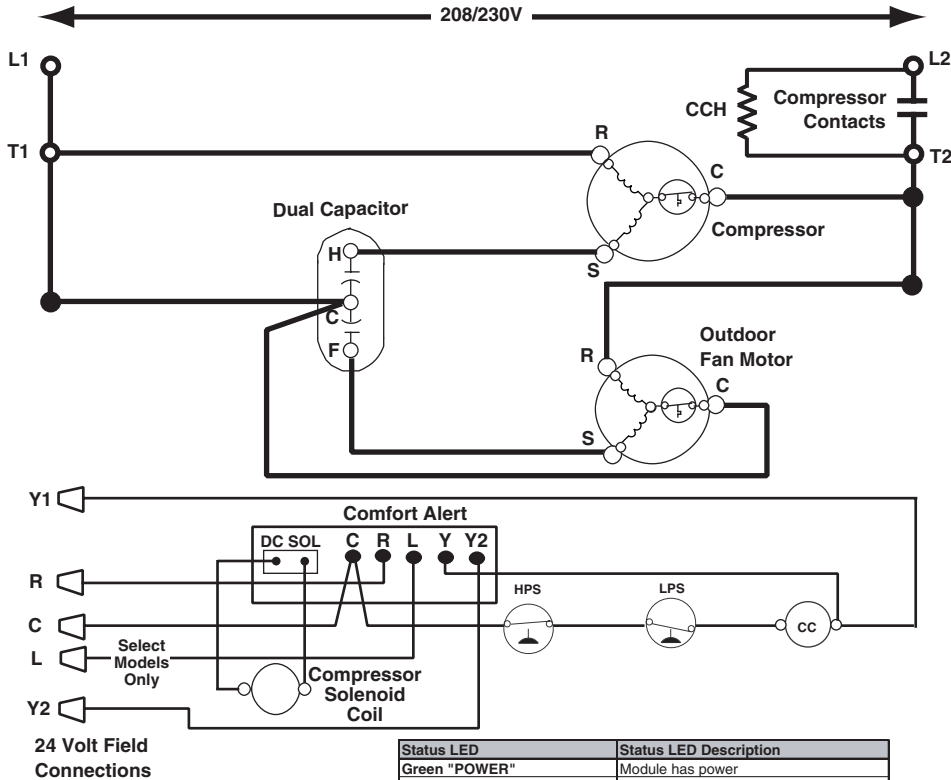 208/230V
L1
L2
CCH
Compressor
Contacts
R
T1
T2
C
Dual Capacitor
Compressor
H
S
C
Outdoor
Fan Motor
F
R
C
S
Y1
Comfort Alert
DC SOL C R L Y Y2
R
HPS
LPS
C
CC
L
Select
Models
Only
Compressor
Solenoid
Coil
Y2
24 Volt Field
Connections
Status LED Status LED Description
Green "POWER" Module has power